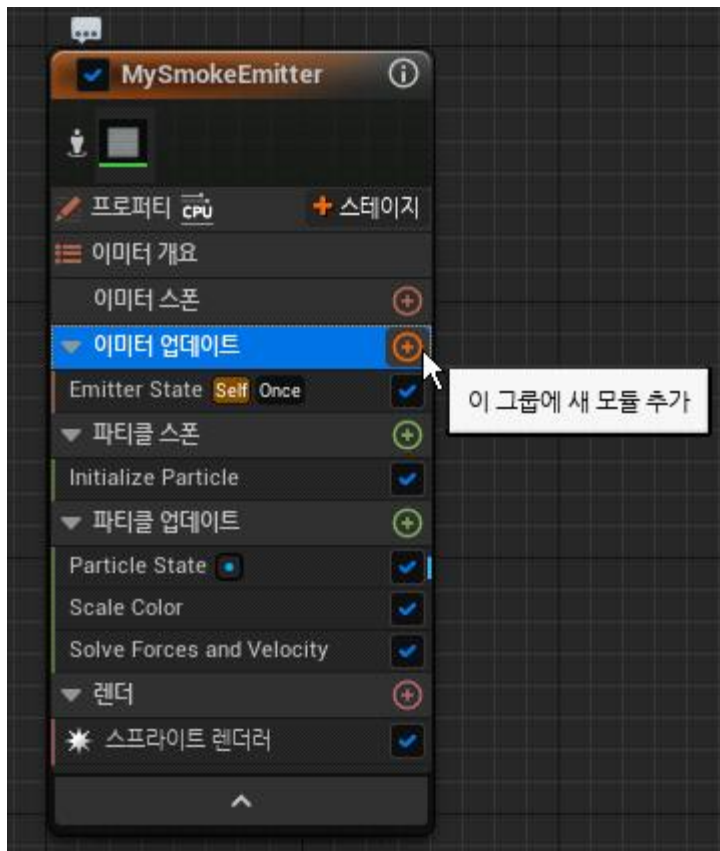 MySmokeEmitter
프로퍼티 CPU 스테이지
이미터 개요
이미터 스폰
이미터 업데이트
이 그룹에 새 모듈 추가
Emitter State Self Once
파티클 스폰
Initialize Particle
파티클 업데이트
Particle State
Scale Color
Solve Forces and Velocity
렌더
스프라이트 렌더러